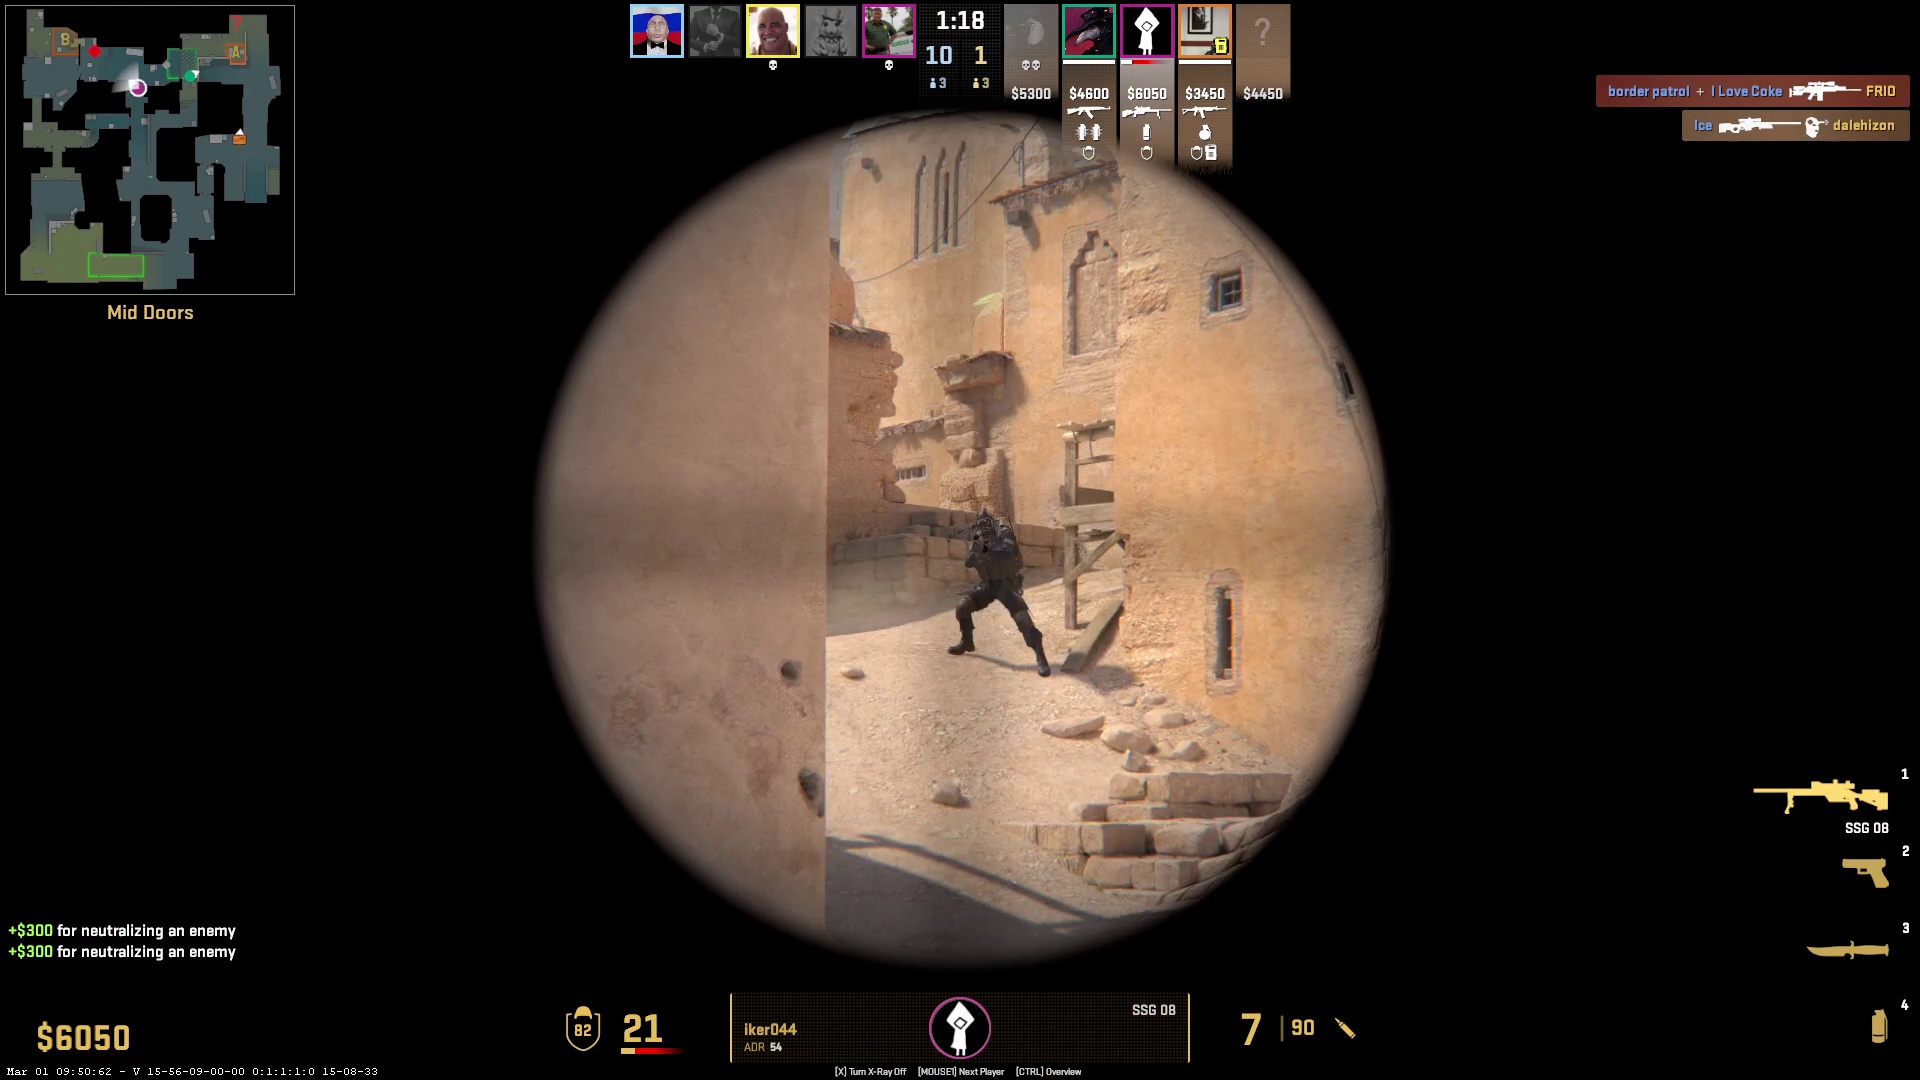 B
A
Mid Doors
1:18
10 1
3 3
?
$5300 $4600 $6050 $3450 $4450
border patrol + I Love Coke FRIO
Ice dalehizon
1
SSG 08
2
3
4
+$300 for neutralizing an enemy
+$300 for neutralizing an enemy
$6050
82 21
iker044
ADR 54
SSG 08
7 | 90
[X] Turn X-Ray Off [MOUSE1] Next Player [CTRL] Overview
Mar 01 09:50:62 - V 15-56-09-00-00 0:1:1:1:0 15-08-33